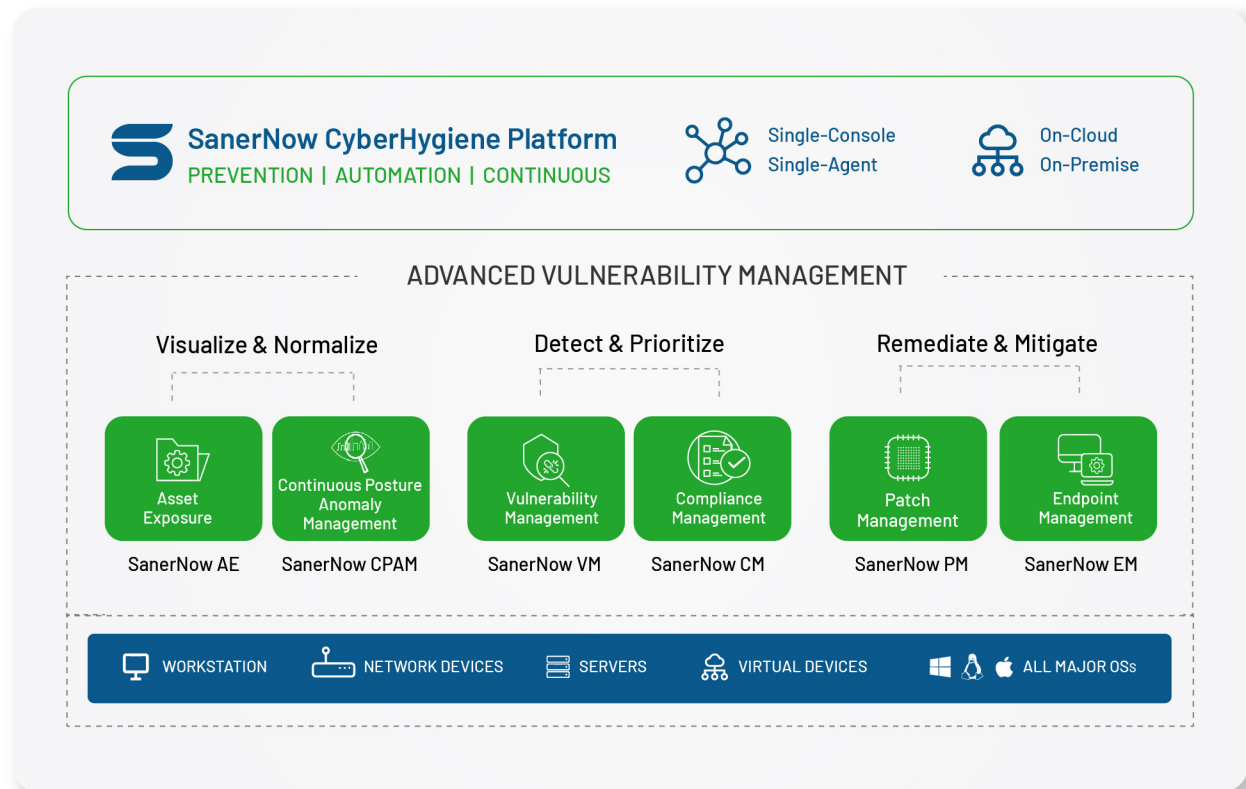 SanerNow CyberHygiene Platform
PREVENTION | AUTOMATION | CONTINUOUS
Single-Console
Single-Agent
On-Cloud
On-Premise
ADVANCED VULNERABILITY MANAGEMENT
Visualize & Normalize
Detect & Prioritize
Remediate & Mitigate
Asset
Exposure
Continuous Posture
Anomaly
Management
Vulnerability
Management
Compliance
Management
Patch
Management
Endpoint
Management
SanerNow AE
SanerNow CPAM
SanerNow VM
SanerNow CM
SanerNow PM
SanerNow EM
WORKSTATION
NETWORK DEVICES
SERVERS
VIRTUAL DEVICES
ALL MAJOR OSs